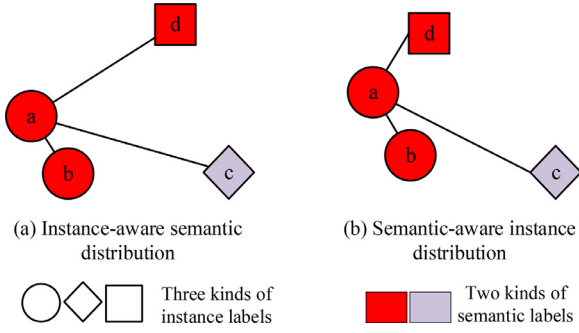 d
a
b
c
(a) Instance-aware semantic
distribution
d
a
b
c
(b) Semantic-aware instance
distribution
Three kinds of
instance labels
Two kinds of
semantic labels